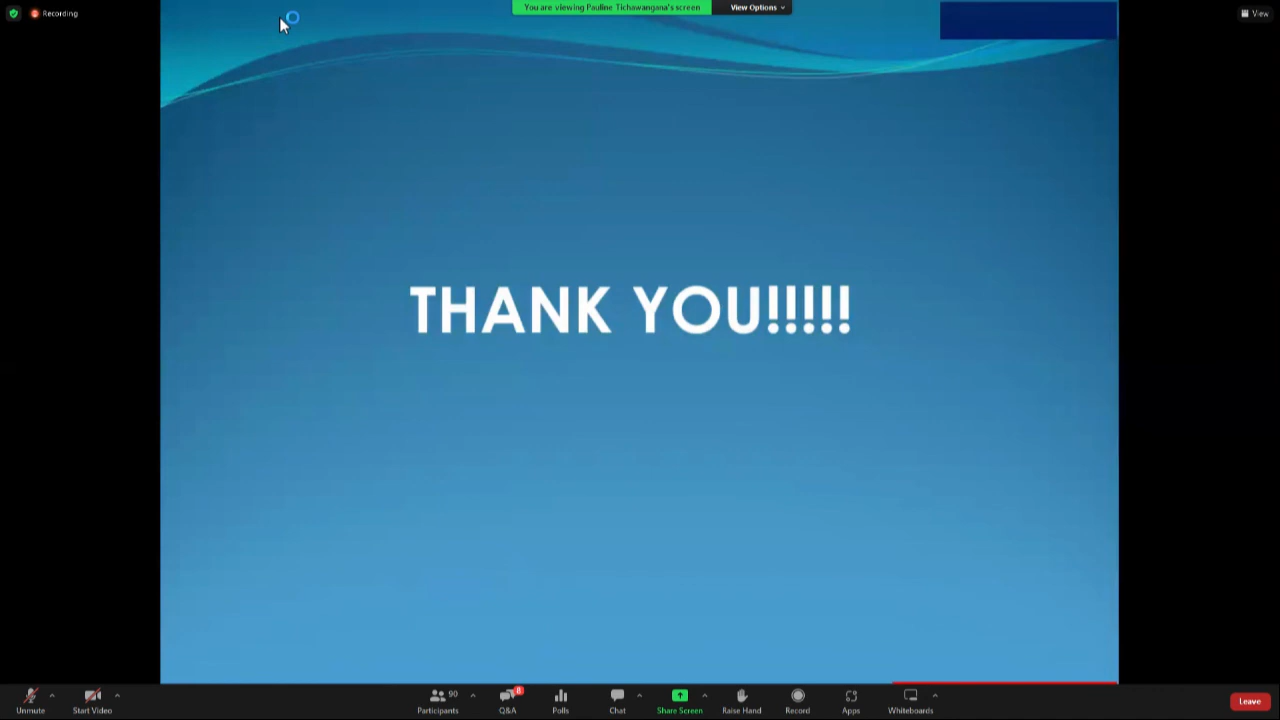 Recording
You are viewing Pauline Tichawangana's screen
View Options
View
THANK YOU!!!!!
Unmute
Start Video
90
Participants
8
Q&A
Polls
Chat
Share Screen
Raise Hand
Record
Apps
Whiteboards
Leave